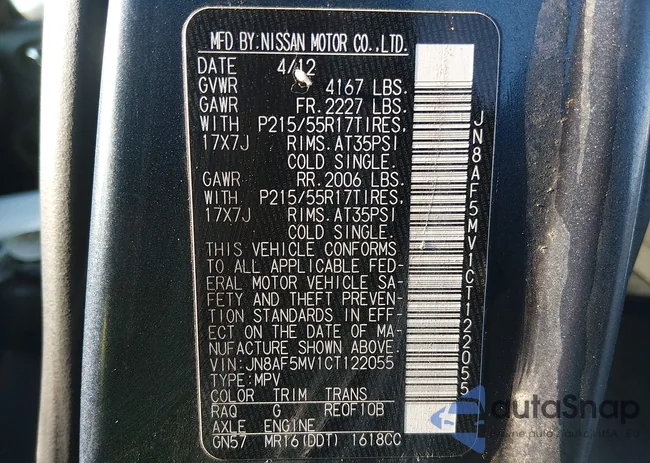 MFD BY:NISSAN MOTOR CO.,LTD.
DATE 4/12
GVWR 4167 LBS.
GAWR FR. 2227 LBS.
WITH P215/55R17TIRES,
17X7J RIMS.AT35PSI
COLD SINGLE.
GAWR RR. 2006 LBS.
WITH P215/55R17TIRES,
17X7J RIMS.AT35PSI
COLD SINGLE.
THIS VEHICLE CONFORMS
TO ALL APPLICABLE FED-
ERAL MOTOR VEHICLE SA-
FETY AND THEFT PREVEN-
TION STANDARDS IN EFF-
ECT ON THE DATE OF MA-
NUFACTURE SHOWN ABOVE.
VIN:JN8AF5MV1CT122055
TYPE:MPV
COLOR TRIM TRANS
RAQ G RE0F10B
AXLE ENGINE
GN57 MR16(DDT) 1618CC
JN8AF5MV1CT122055
autoSnap